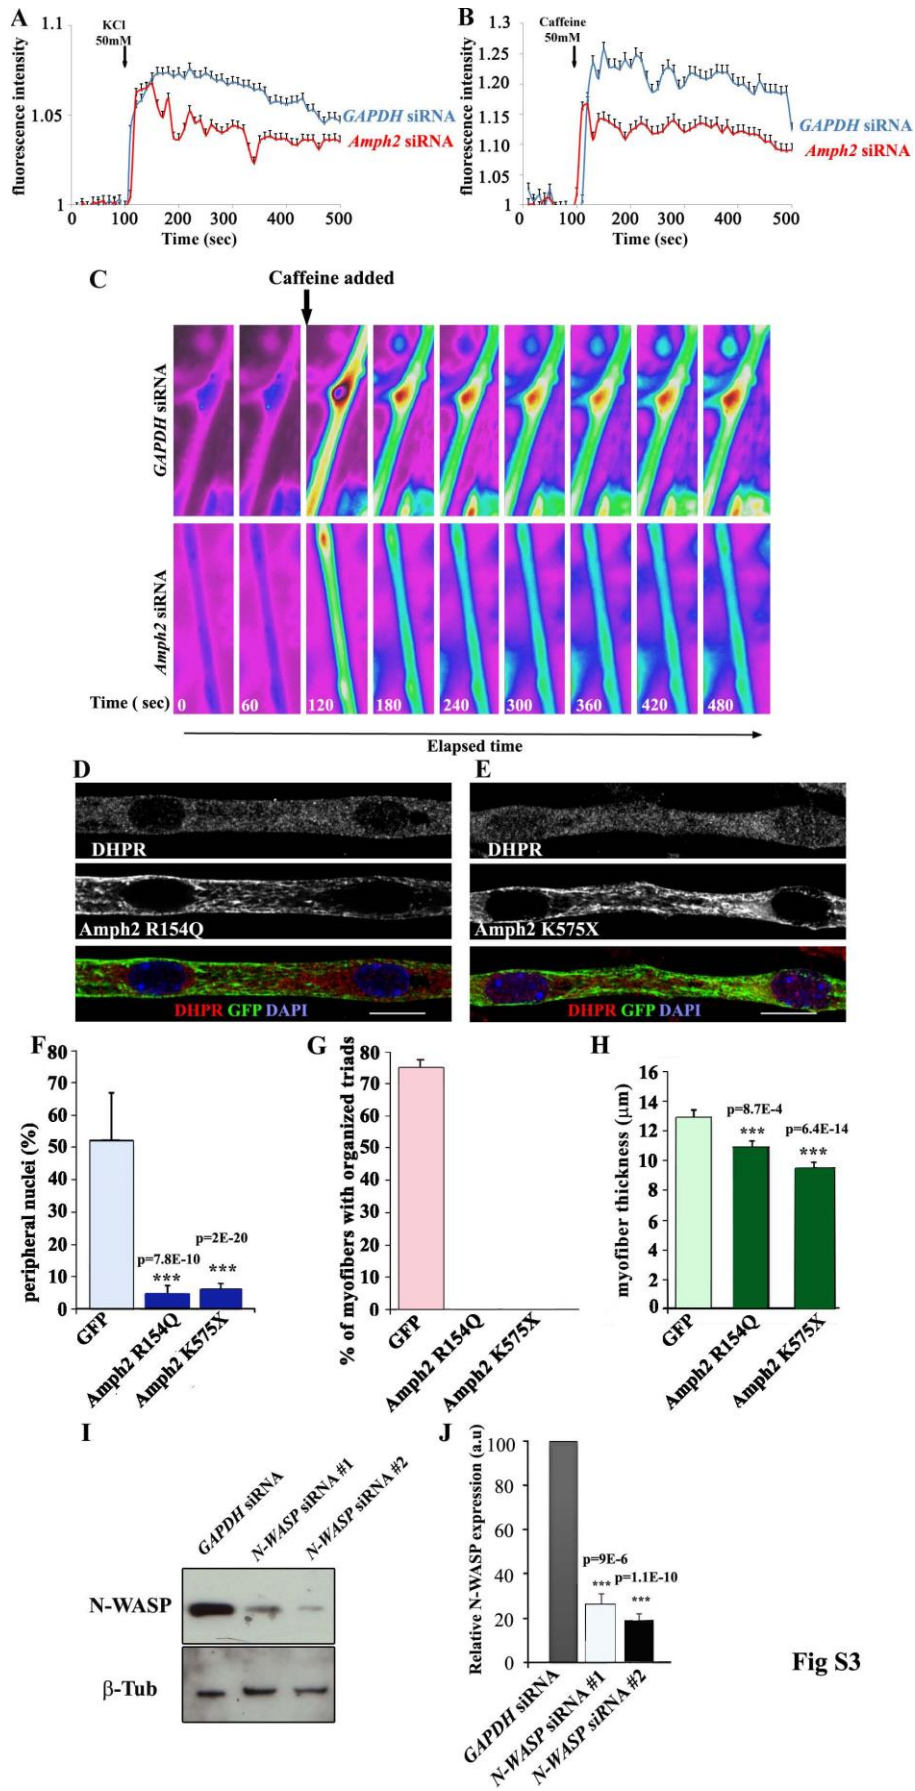 A
KCl
50mM
fluorescence intensity
1.1
1.05
1
0 100 200 300 400 500
Time (sec)
GAPDH siRNA
Amph2 siRNA
B
Caffeine
50mM
fluorescence intensity
1.3
1.25
1.20
1.15
1.10
1.05
1
0 100 200 300 400 500
Time (sec)
GAPDH siRNA
Amph2 siRNA
C
Caffeine added
GAPDH siRNA
Amph2 siRNA
Time ( sec)
0 60 120 180 240 300 360 420 480
Elapsed time
D
DHPR
Amph2 R154Q
DHPR GFP DAPI
E
DHPR
Amph2 K575X
DHPR GFP DAPI
F
peripheral nuclei (%)
80
70
60
50
40
30
20
10
0
p=7.8E-10
***
p=2E-20
***
GFP
Amph2 R154Q
Amph2 K575X
G
% of myofibers with organized triads
80
70
60
50
40
30
20
10
0
GFP
Amph2 R154Q
Amph2 K575X
H
myofiber thickness (μm)
16
14
12
10
8
6
4
2
0
p=8.7E-4
***
p=6.4E-14
***
GFP
Amph2 R154Q
Amph2 K575X
I
GAPDH siRNA
N-WASP siRNA #1
N-WASP siRNA #2
N-WASP
β-Tub
J
Relative N-WASP expression (a.u)
100
80
60
40
20
0
p=9E-6
***
p=1.1E-10
***
GAPDH siRNA
N-WASP siRNA #1
N-WASP siRNA #2
Fig S3